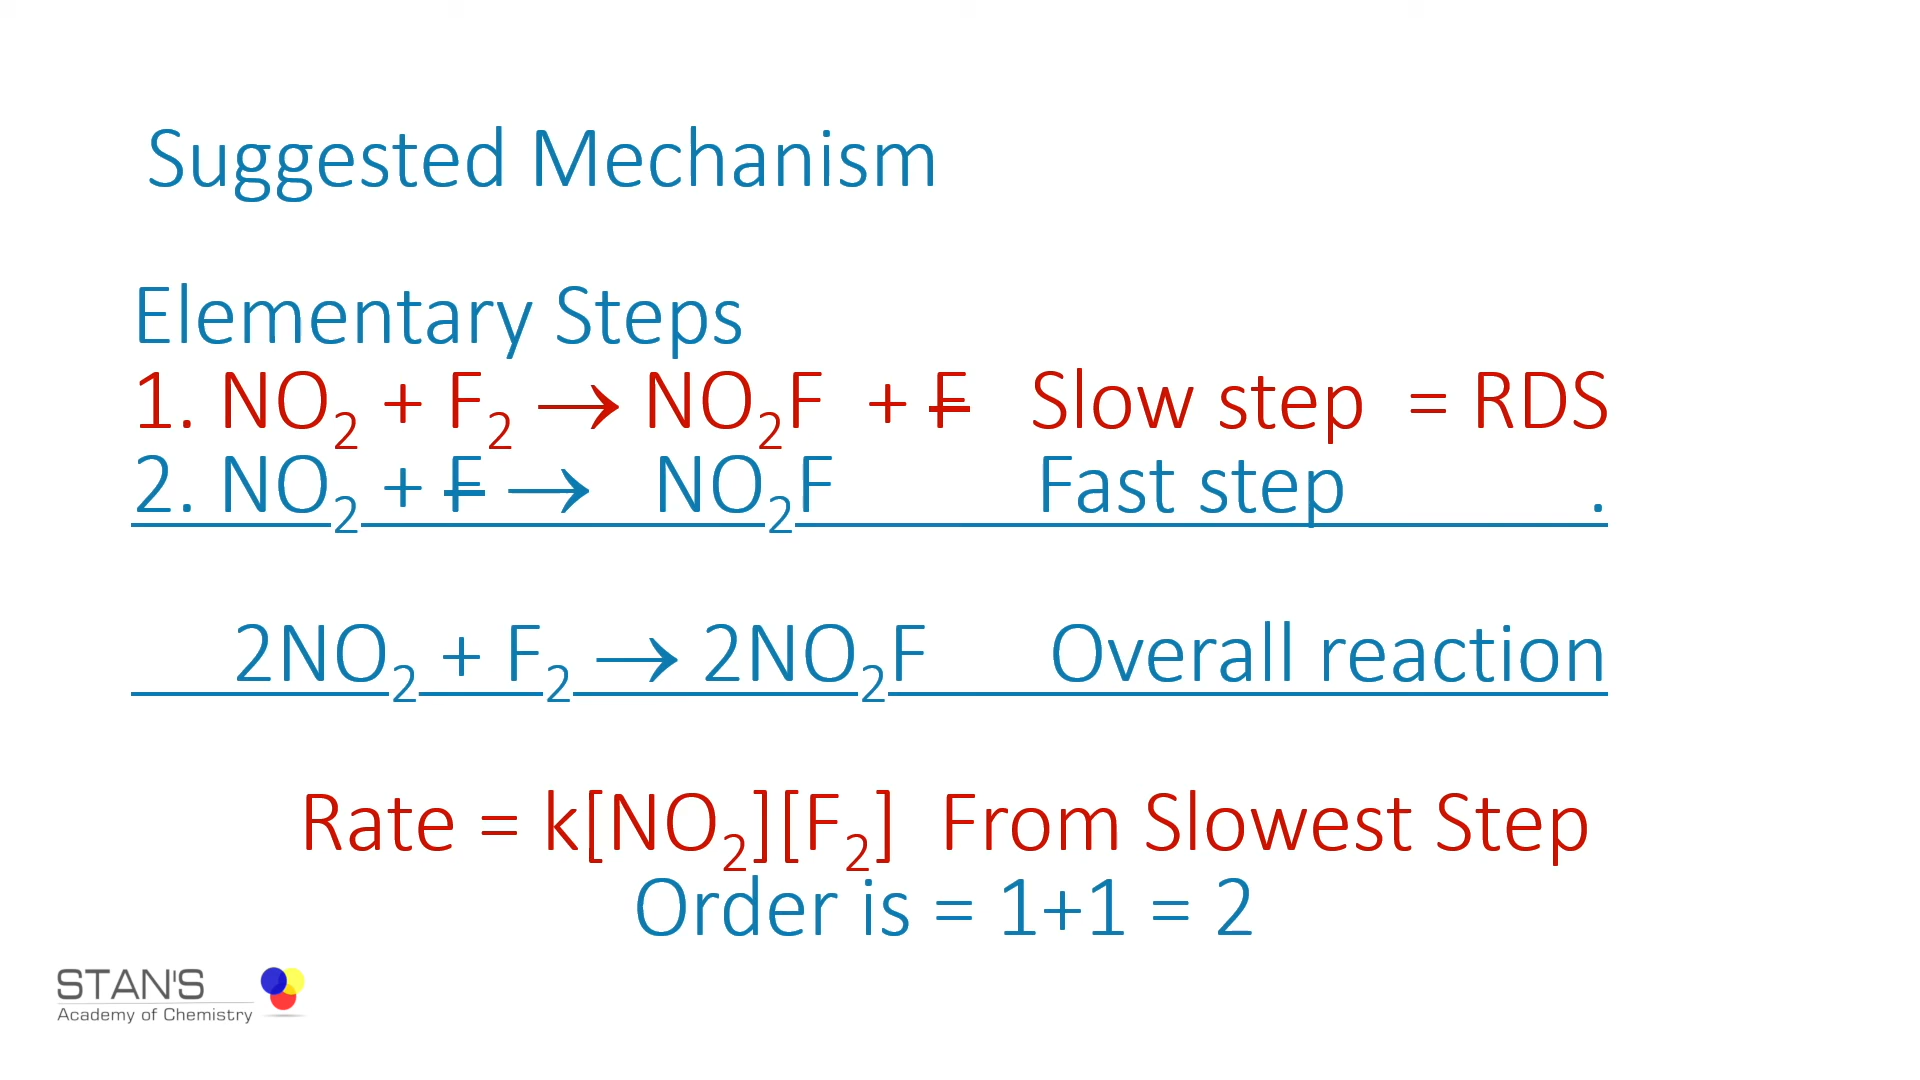 Suggested Mechanism
Elementary Steps
1. NO₂ + F₂ → NO₂F + F Slow step = RDS
2. NO₂ + F → NO₂F Fast step .
2NO₂ + F₂ → 2NO₂F Overall reaction
Rate = k[NO₂][F₂] From Slowest Step
Order is = 1+1 = 2
STAN'S
Academy of Chemistry